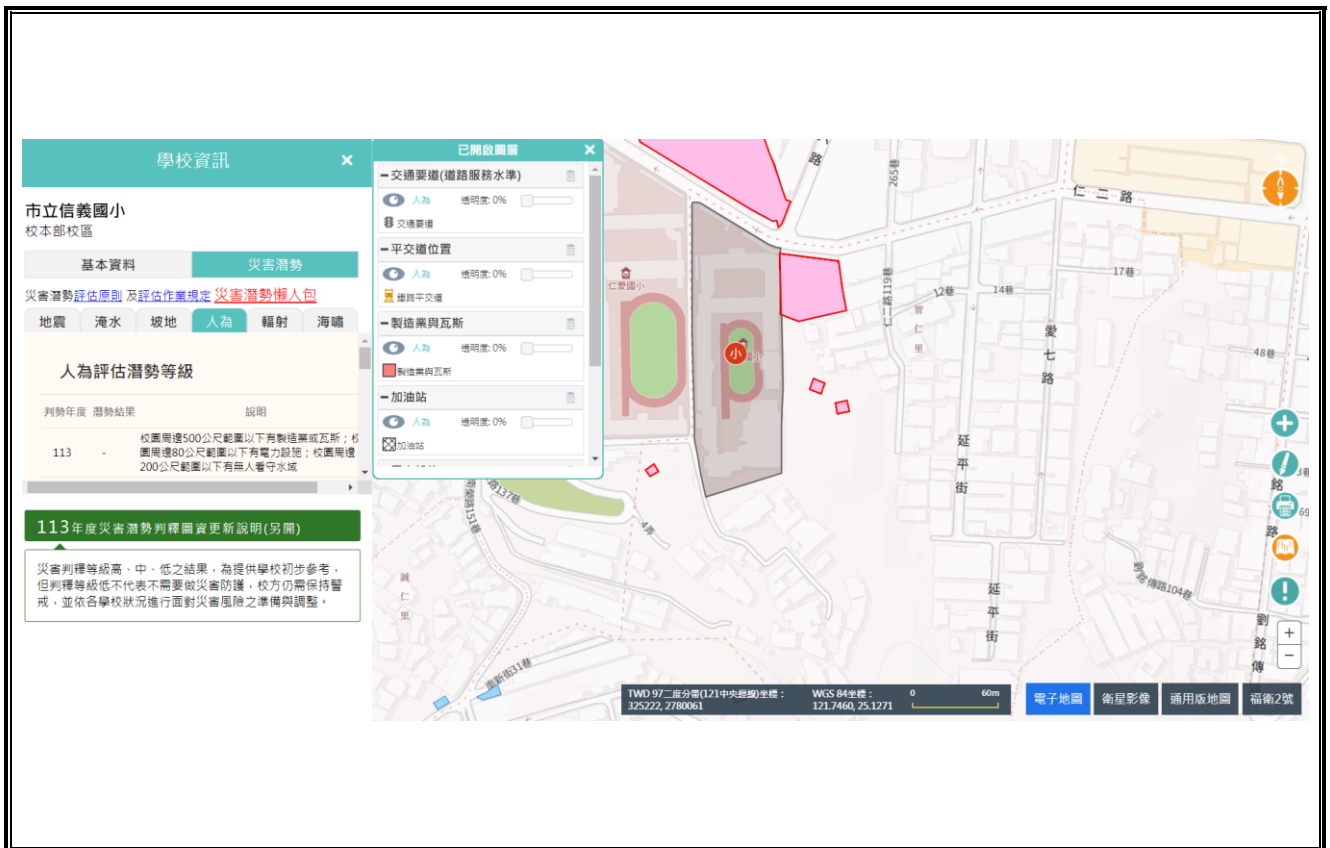 學校資訊 ×
市立信義國小
校本部校區
基本資料 災害潛勢
災害潛勢評估原則 及評估作業規定 災害潛勢懶人包
地震 淹水 坡地 人為 輻射 海嘯
人為評估潛勢等級
判勢年度 潛勢結果 說明
113 - 校園周邊500公尺範圍以下有製造業或瓦斯；校
園周邊80公尺範圍以下有電力設施；校園周邊
200公尺範圍以下有無人看守水域
113年度災害潛勢判釋圖資更新說明(另開)
災害判釋等級高、中、低之結果，為提供學校初步參考，
但判釋等級低不代表不需要做災害防護，校方仍需保持警
戒，並依各學校狀況進行面對災害風險之準備與調整。
已開啟圖層 ×
交通要道(道路服務水準)
人為 透明度: 0%
交通要道
平交道位置
人為 透明度: 0%
鐵路平交道
製造業與瓦斯
人為 透明度: 0%
製造業與瓦斯
加油站
人為 透明度: 0%
加油站
路
265巷
仁二路
N
仁愛國小
仁二路119巷
12巷
14巷
17巷
智仁里
愛七路
48巷
小
延平街
南榮路151巷
137巷
4弄
誠仁里
延平街
劉銘傳路104巷
銘
路
69
劉銘傳
南新街31巷
+
−
TWD 97二度分帶(121中央經線)坐標：
325222, 2780061
WGS 84坐標：
121.7460, 25.1271
0 60m
電子地圖 衛星影像 通用版地圖 福衛2號